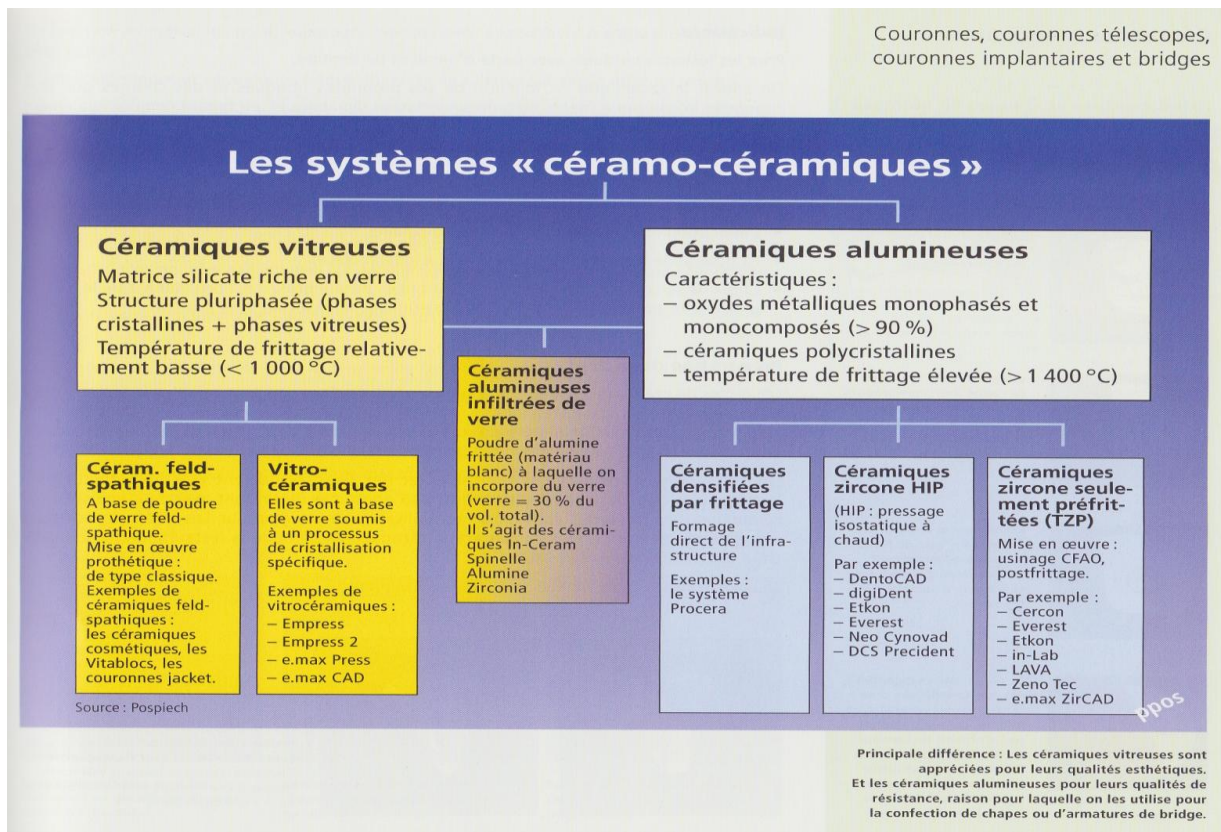 Couronnes, couronnes télescopes,
couronnes implantaires et bridges
Les systèmes « céramo-céramiques »
Céramiques vitreuses
Matrice silicate riche en verre
Structure pluriphasée (phases
cristallines + phases vitreuses)
Température de frittage relative-
ment basse (< 1 000 °C)
Céramiques alumineuses
Caractéristiques :
– oxydes métalliques monophasés et
monocomposés (> 90 %)
– céramiques polycristallines
– température de frittage élevée (> 1 400 °C)
Céram. feld-
spathiques
A base de poudre
de verre feld-
spathique.
Mise en œuvre
prothétique :
de type classique.
Exemples de
céramiques feld-
spathiques :
les céramiques
cosmétiques, les
Vitablocs, les
couronnes jacket.
Vitro-
céramiques
Elles sont à base
de verre soumis
à un processus
de cristallisation
spécifique.
Exemples de
vitrocéramiques :
– Empress
– Empress 2
– e.max Press
– e.max CAD
Céramiques
alumineuses
infiltrées de
verre
Poudre d'alumine
frittée (matériau
blanc) à laquelle on
incorpore du verre
(verre = 30 % du
vol. total).
Il s'agit des cérami-
ques In-Ceram
Spinelle
Alumine
Zirconia
Céramiques
densifiées
par frittage
Formage
direct de l'infra-
structure
Exemples :
le système
Procera
Céramiques
zircone HIP
(HIP : pressage
isostatique à
chaud)
Par exemple :
– DentoCAD
– digiDent
– Etkon
– Everest
– Neo Cynovad
– DCS Precident
Céramiques
zircone seule-
ment préfrit-
tées (TZP)
Mise en œuvre :
usinage CFAO,
postfrittage.
Par exemple :
– Cercon
– Everest
– Etkon
– in-Lab
– LAVA
– Zeno Tec
– e.max ZirCAD
Source : Pospiech
ppos
Principale différence : Les céramiques vitreuses sont
appréciées pour leurs qualités esthétiques.
Et les céramiques alumineuses pour leurs qualités de
résistance, raison pour laquelle on les utilise pour
la confection de chapes ou d'armatures de bridge.